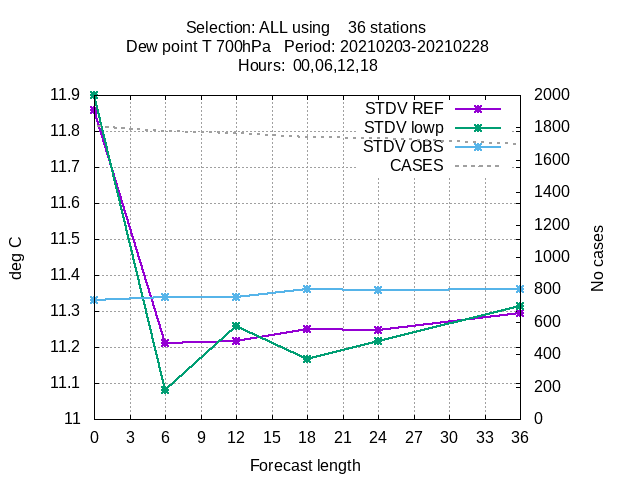 Selection: ALL using    36 stations
Dew point T 700hPa   Period: 20210203-20210228
Hours:  00,06,12,18
STDV REF
STDV lowp
STDV OBS
CASES
11.9
11.8
11.7
11.6
11.5
11.4
11.3
11.2
11.1
11
2000
1800
1600
1400
1200
1000
800
600
400
200
0
deg C
No cases
0 3 6 9 12 15 18 21 24 27 30 33 36
Forecast length